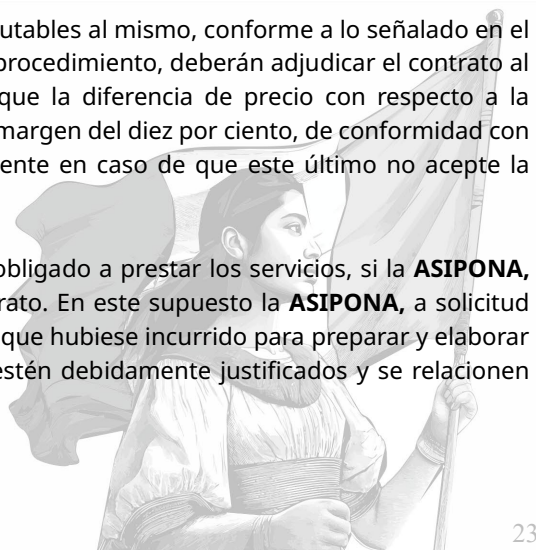 utables al mismo, conforme a lo señalado en el
procedimiento, deberán adjudicar el contrato al
que la diferencia de precio con respecto a la
margen del diez por ciento, de conformidad con
ente en caso de que este último no acepte la
obligado a prestar los servicios, si la ASIPONA,
rato. En este supuesto la ASIPONA, a solicitud
que hubiese incurrido para preparar y elaborar
estén debidamente justificados y se relacionen
23